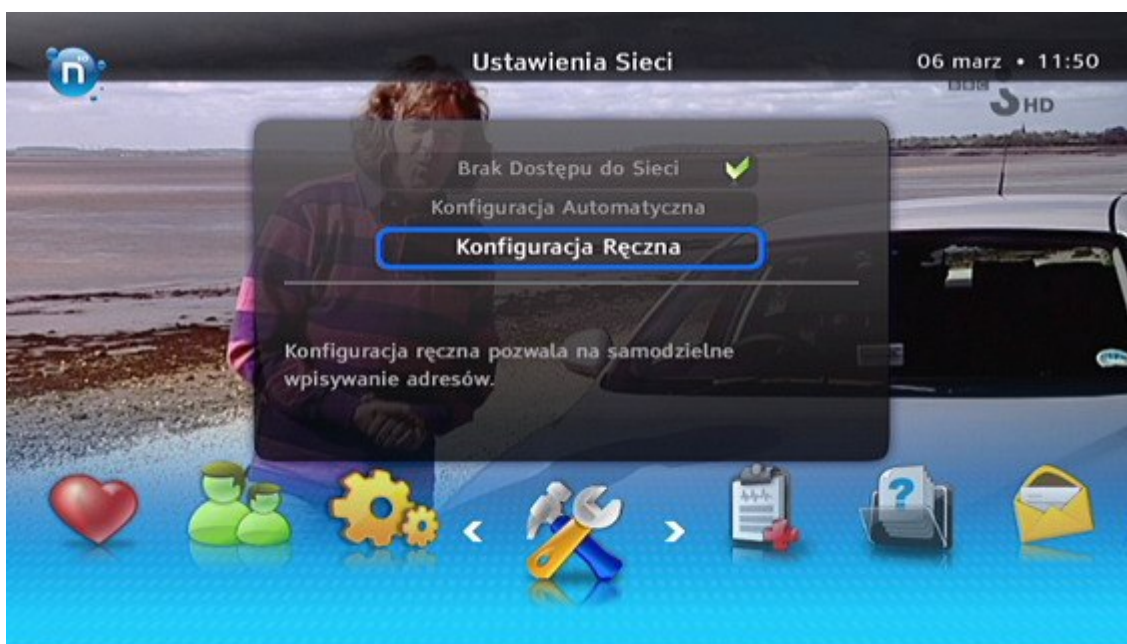 n
Ustawienia Sieci
06 marz • 11:50
BBC
HD
Brak Dostępu do Sieci
Konfiguracja Automatyczna
Konfiguracja Ręczna
Konfiguracja ręczna pozwala na samodzielne
wpisywanie adresów.
?